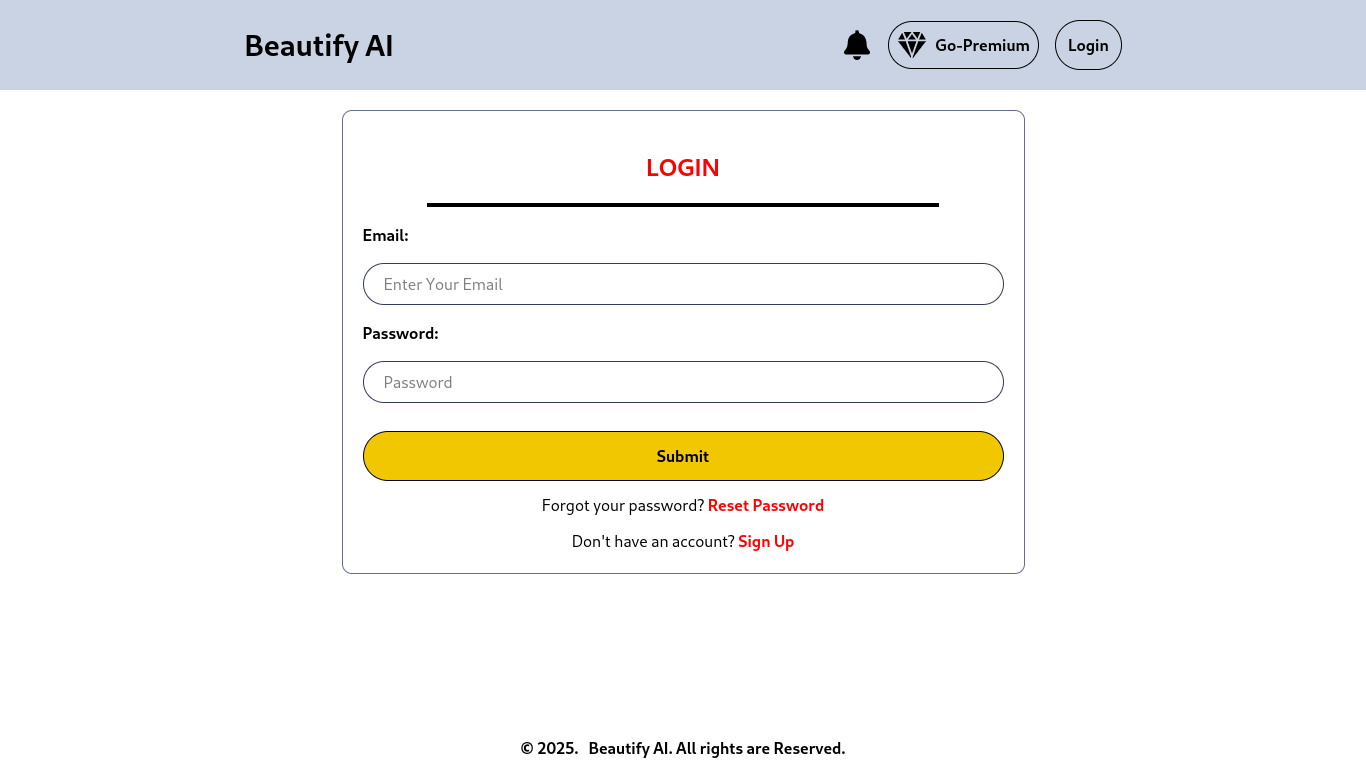 Beautify AI
Go-Premium
Login
LOGIN
Email:
Enter Your Email
Password:
Password
Submit
Forgot your password? Reset Password
Don't have an account? Sign Up
© 2025. Beautify AI. All rights are Reserved.